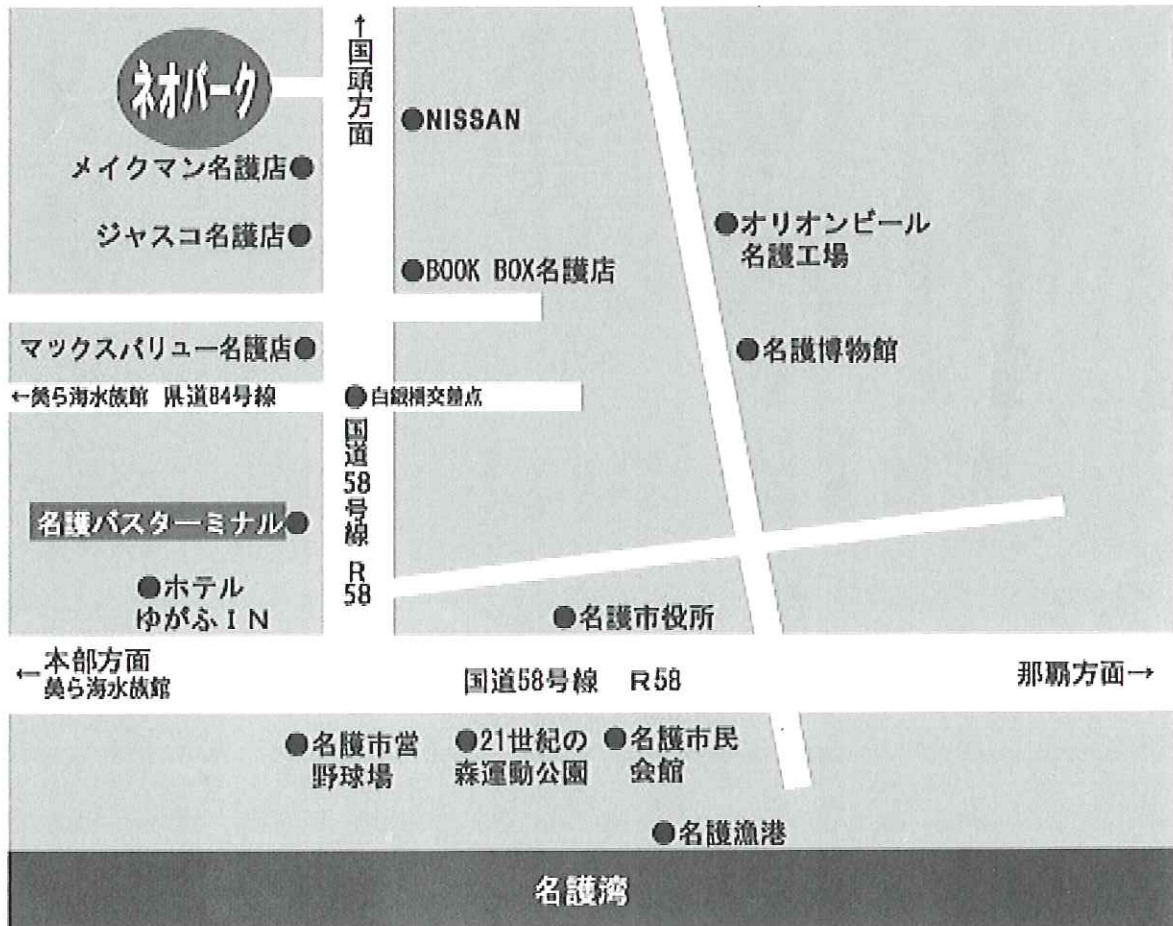 ↑国頭方面
ネオパーク
●NISSAN
メイクマン名護店●
ジャスコ名護店●
●オリオンビール
名護工場
●BOOK BOX名護店
マックスバリュー名護店●
●名護博物館
←美ら海水族館 県道84号線
●白銀橋交差点
国道58号線 R58
名護バスターミナル●
●ホテル
ゆがふIN
●名護市役所
←本部方面
美ら海水族館
国道58号線 R58
那覇方面→
●名護市営
野球場
●21世紀の
森運動公園
●名護市民
会館
●名護漁港
名護湾